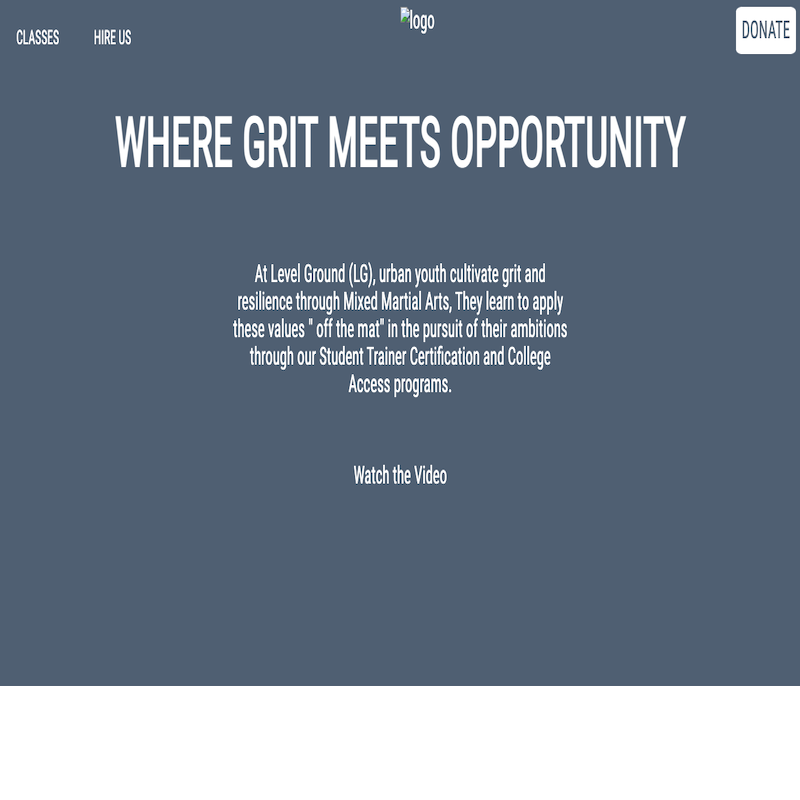 CLASSES HIRE US logo DONATE
WHERE GRIT MEETS OPPORTUNITY
At Level Ground (LG), urban youth cultivate grit and
resilience through Mixed Martial Arts, They learn to apply
these values " off the mat" in the pursuit of their ambitions
through our Student Trainer Certification and College
Access programs.
Watch the Video